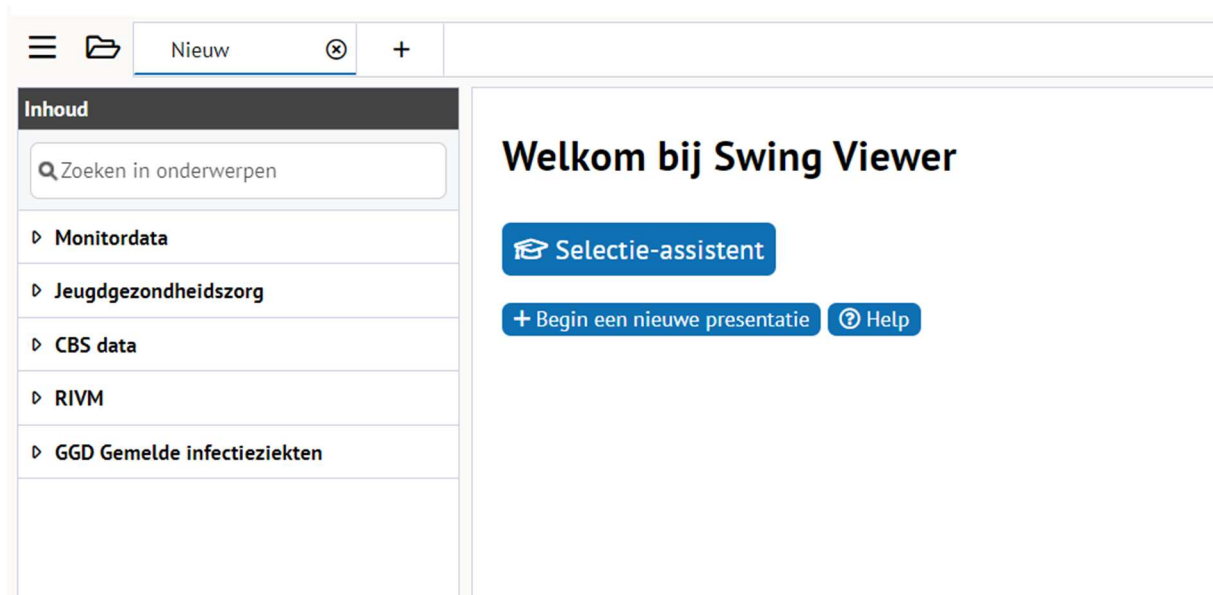 Nieuw
+
Inhoud
Zoeken in onderwerpen
Monitordata
Jeugdgezondheidszorg
CBS data
RIVM
GGD Gemelde infectieziekten
Welkom bij Swing Viewer
Selectie-assistent
+ Begin een nieuwe presentatie
Help